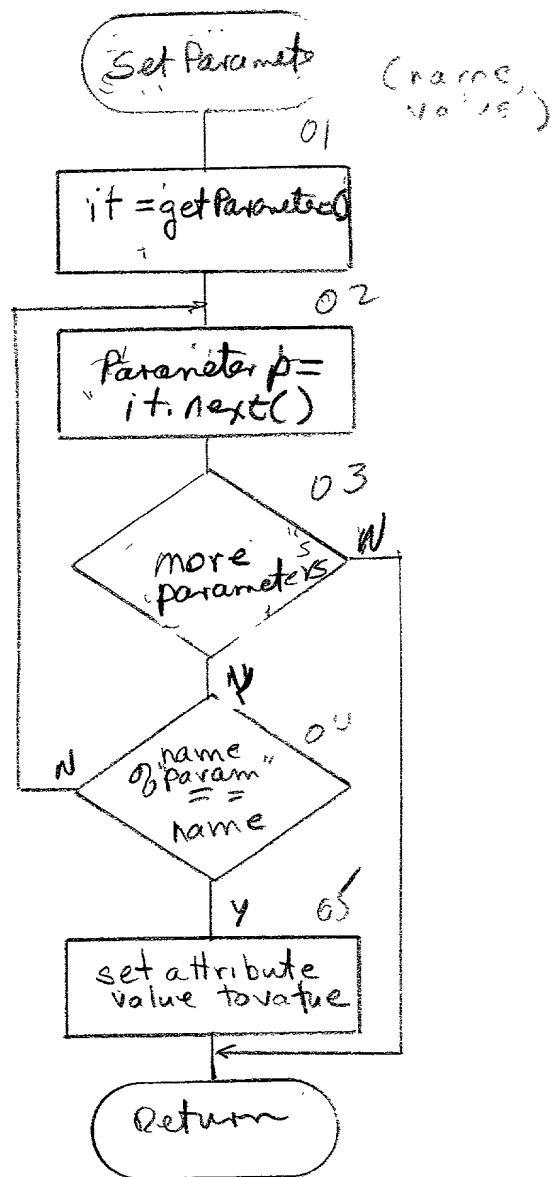 Set Paramete
(name,
value)
01
it = getParameter()
02
Parameter p =
it.next()
03
more
parameters
N
Y
04
name
of param
= =
name
N
Y
05
set attribute
value to value
Return